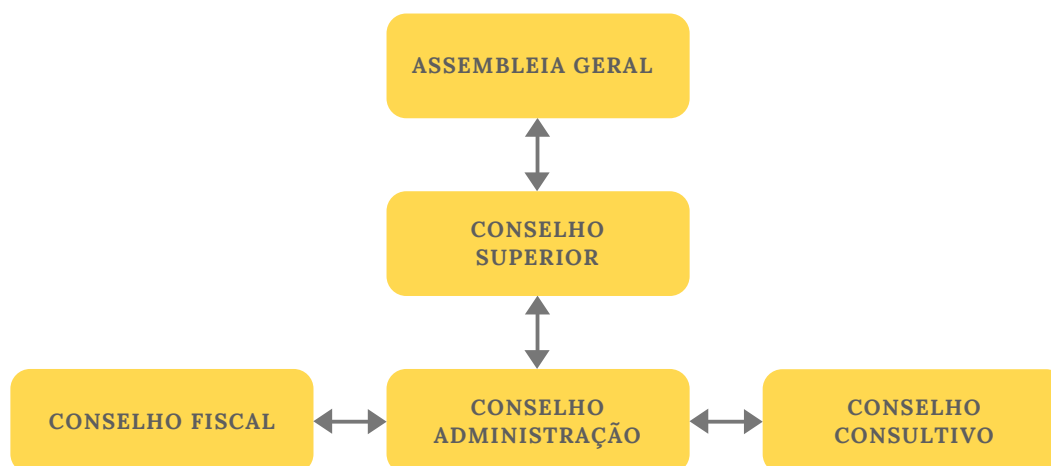 ASSEMBLEIA GERAL
CONSELHO
SUPERIOR
CONSELHO FISCAL
CONSELHO
ADMINISTRAÇÃO
CONSELHO
CONSULTIVO